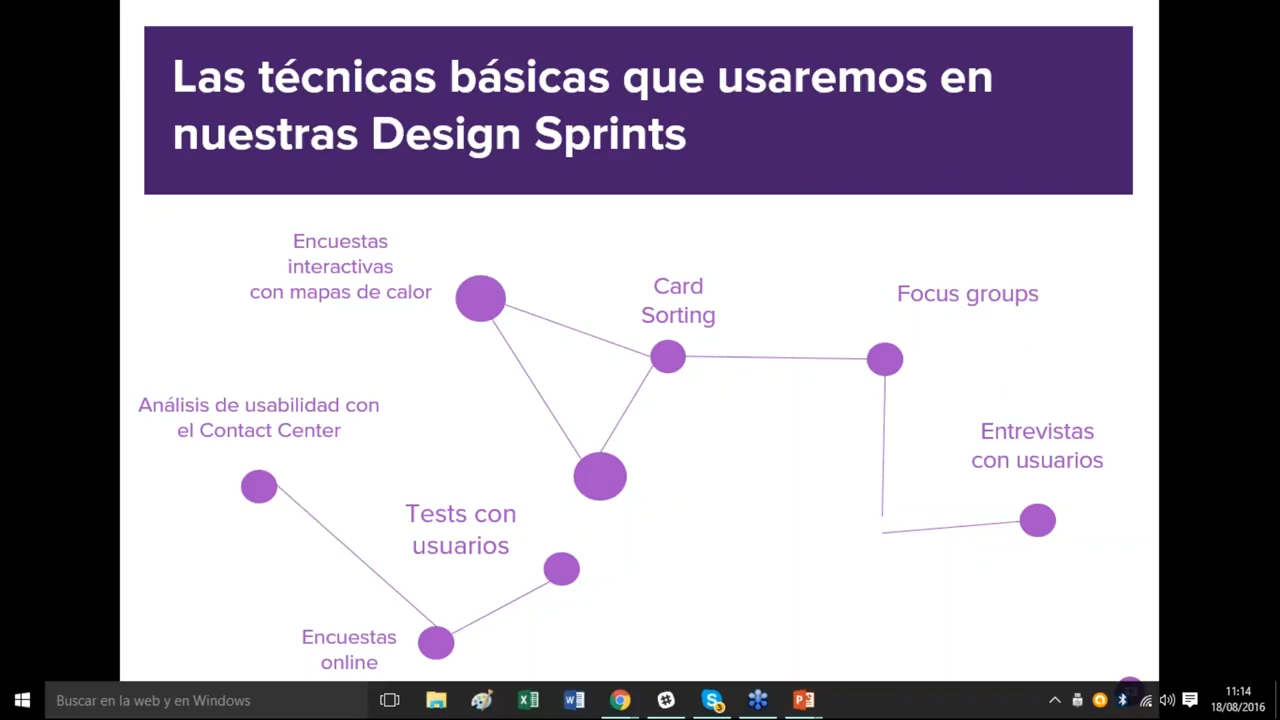 Las técnicas básicas que usaremos en
nuestras Design Sprints
Encuestas
interactivas
con mapas de calor
Card
Sorting
Focus groups
Análisis de usabilidad con
el Contact Center
Entrevistas
con usuarios
Tests con
usuarios
Encuestas
online
Buscar en la web y en Windows
3
11:14
18/08/2016